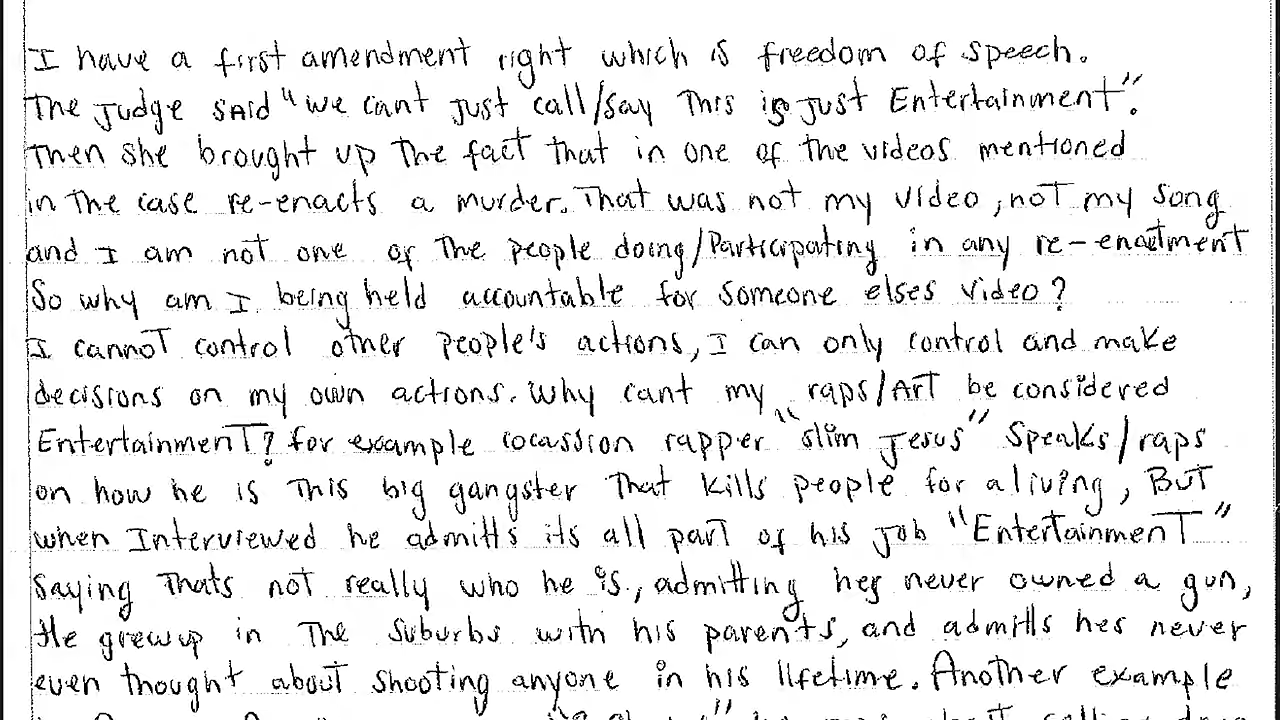 I have a first amendment right which is freedom of speech.
The Judge SAID "we cant Just call/say This is Just Entertainment".
Then she brought up The fact That in one of the videos mentioned
in The case re-enacts a murder. That was not my video, not my song
and I am not one of The people doing/Participating in any re-enactment
So why am I being held accountable for someone elses video?
I cannot control other people's actions, I can only control and make
decisions on my own actions. Why cant my raps/Art be considered
Entertainment? for example cocassion rapper "slim Jesus" Speaks/raps
on how he is This big gangster That kills people for a living, But
when Interviewed he admitts its all part of his Job "Entertainment"
saying Thats not really who he is, admitting hes never owned a gun,
He grewup in The suburbs with his parents, and admitts hes never
even thought about shooting anyone in his lifetime. Another example